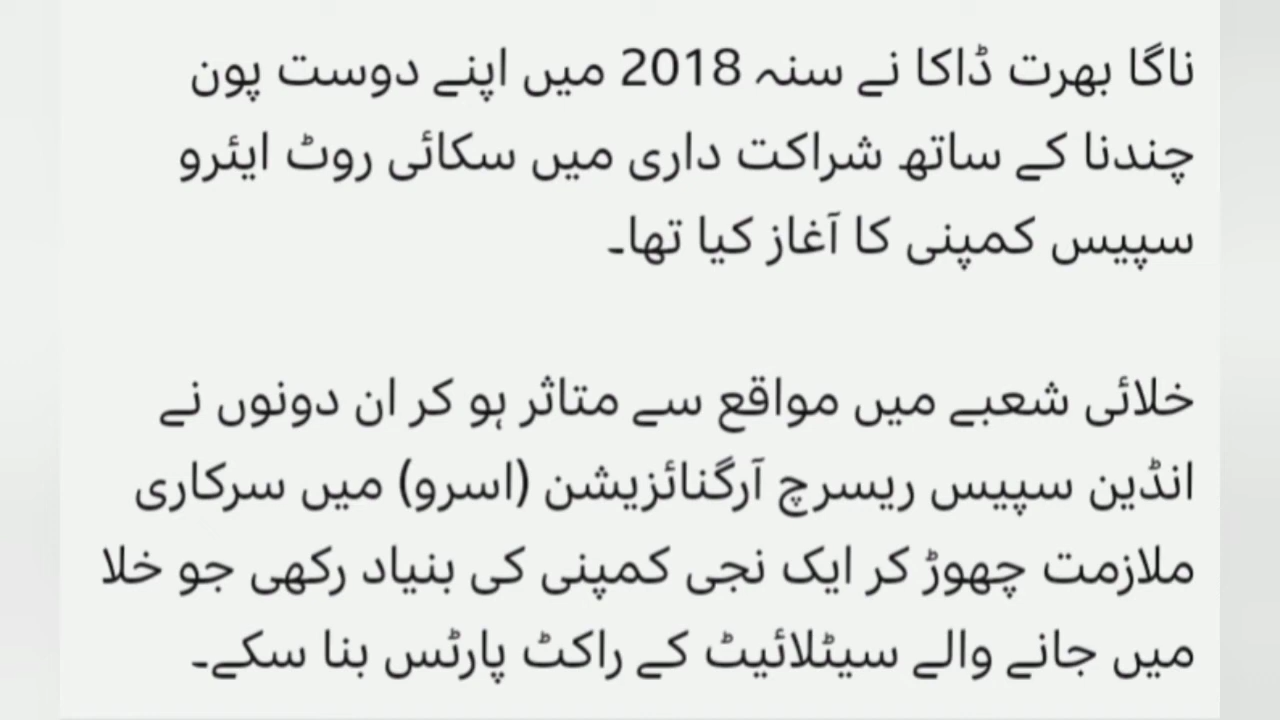 ناگا بھرت ڈاکا نے سنہ 2018 میں اپنے دوست پون
چندنا کے ساتھ شراکت داری میں سکائی روٹ ایئرو
سپیس کمپنی کا آغاز کیا تھا۔
خلائی شعبے میں مواقع سے متاثر ہو کر ان دونوں نے
انڈین سپیس ریسرچ آرگنائزیشن (اسرو) میں سرکاری
ملازمت چھوڑ کر ایک نجی کمپنی کی بنیاد رکھی جو خلا
میں جانے والے سیٹلائیٹ کے راکٹ پارٹس بنا سکے۔